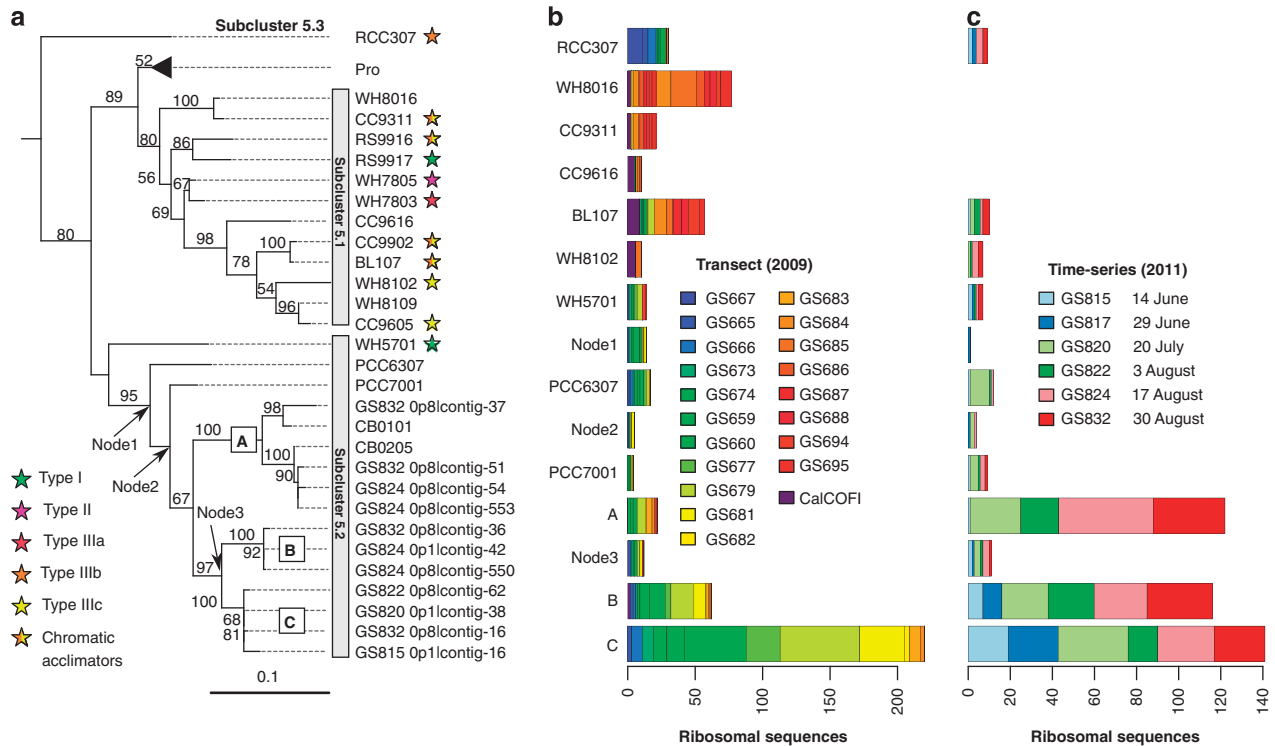 a
Subcluster 5.3
RCC307
Pro
WH8016
CC9311
RS9916
RS9917
WH7805
WH7803
CC9616
CC9902
BL107
WH8102
WH8109
CC9605
WH5701
PCC6307
PCC7001
GS832 0p8|contig-37
CB0101
CB0205
GS832 0p8|contig-51
GS824 0p8|contig-54
GS824 0p8|contig-553
GS832 0p8|contig-36
GS824 0p1|contig-42
GS824 0p8|contig-550
GS822 0p8|contig-62
GS820 0p1|contig-38
GS832 0p8|contig-16
GS815 0p1|contig-16
Subcluster 5.1
Subcluster 5.2
52
89
100
80
86
56
67
69
98
100
78
54
96
80
95
98
100
A
100
90
67
100
92
B
97
100
68
81
C
Node1
Node2
Node3
Type I
Type II
Type IIIa
Type IIIb
Type IIIc
Chromatic
acclimators
0.1
b
RCC307
WH8016
CC9311
CC9616
BL107
WH8102
WH5701
Node1
PCC6307
Node2
PCC7001
A
Node3
B
C
Transect (2009)
GS667
GS665
GS666
GS673
GS674
GS659
GS660
GS677
GS679
GS681
GS682
GS683
GS684
GS685
GS686
GS687
GS688
GS694
GS695
CalCOFI
0 50 100 150 200
Ribosomal sequences
c
Time-series (2011)
GS815 14 June
GS817 29 June
GS820 20 July
GS822 3 August
GS824 17 August
GS832 30 August
0 20 40 60 80 100 120 140
Ribosomal sequences